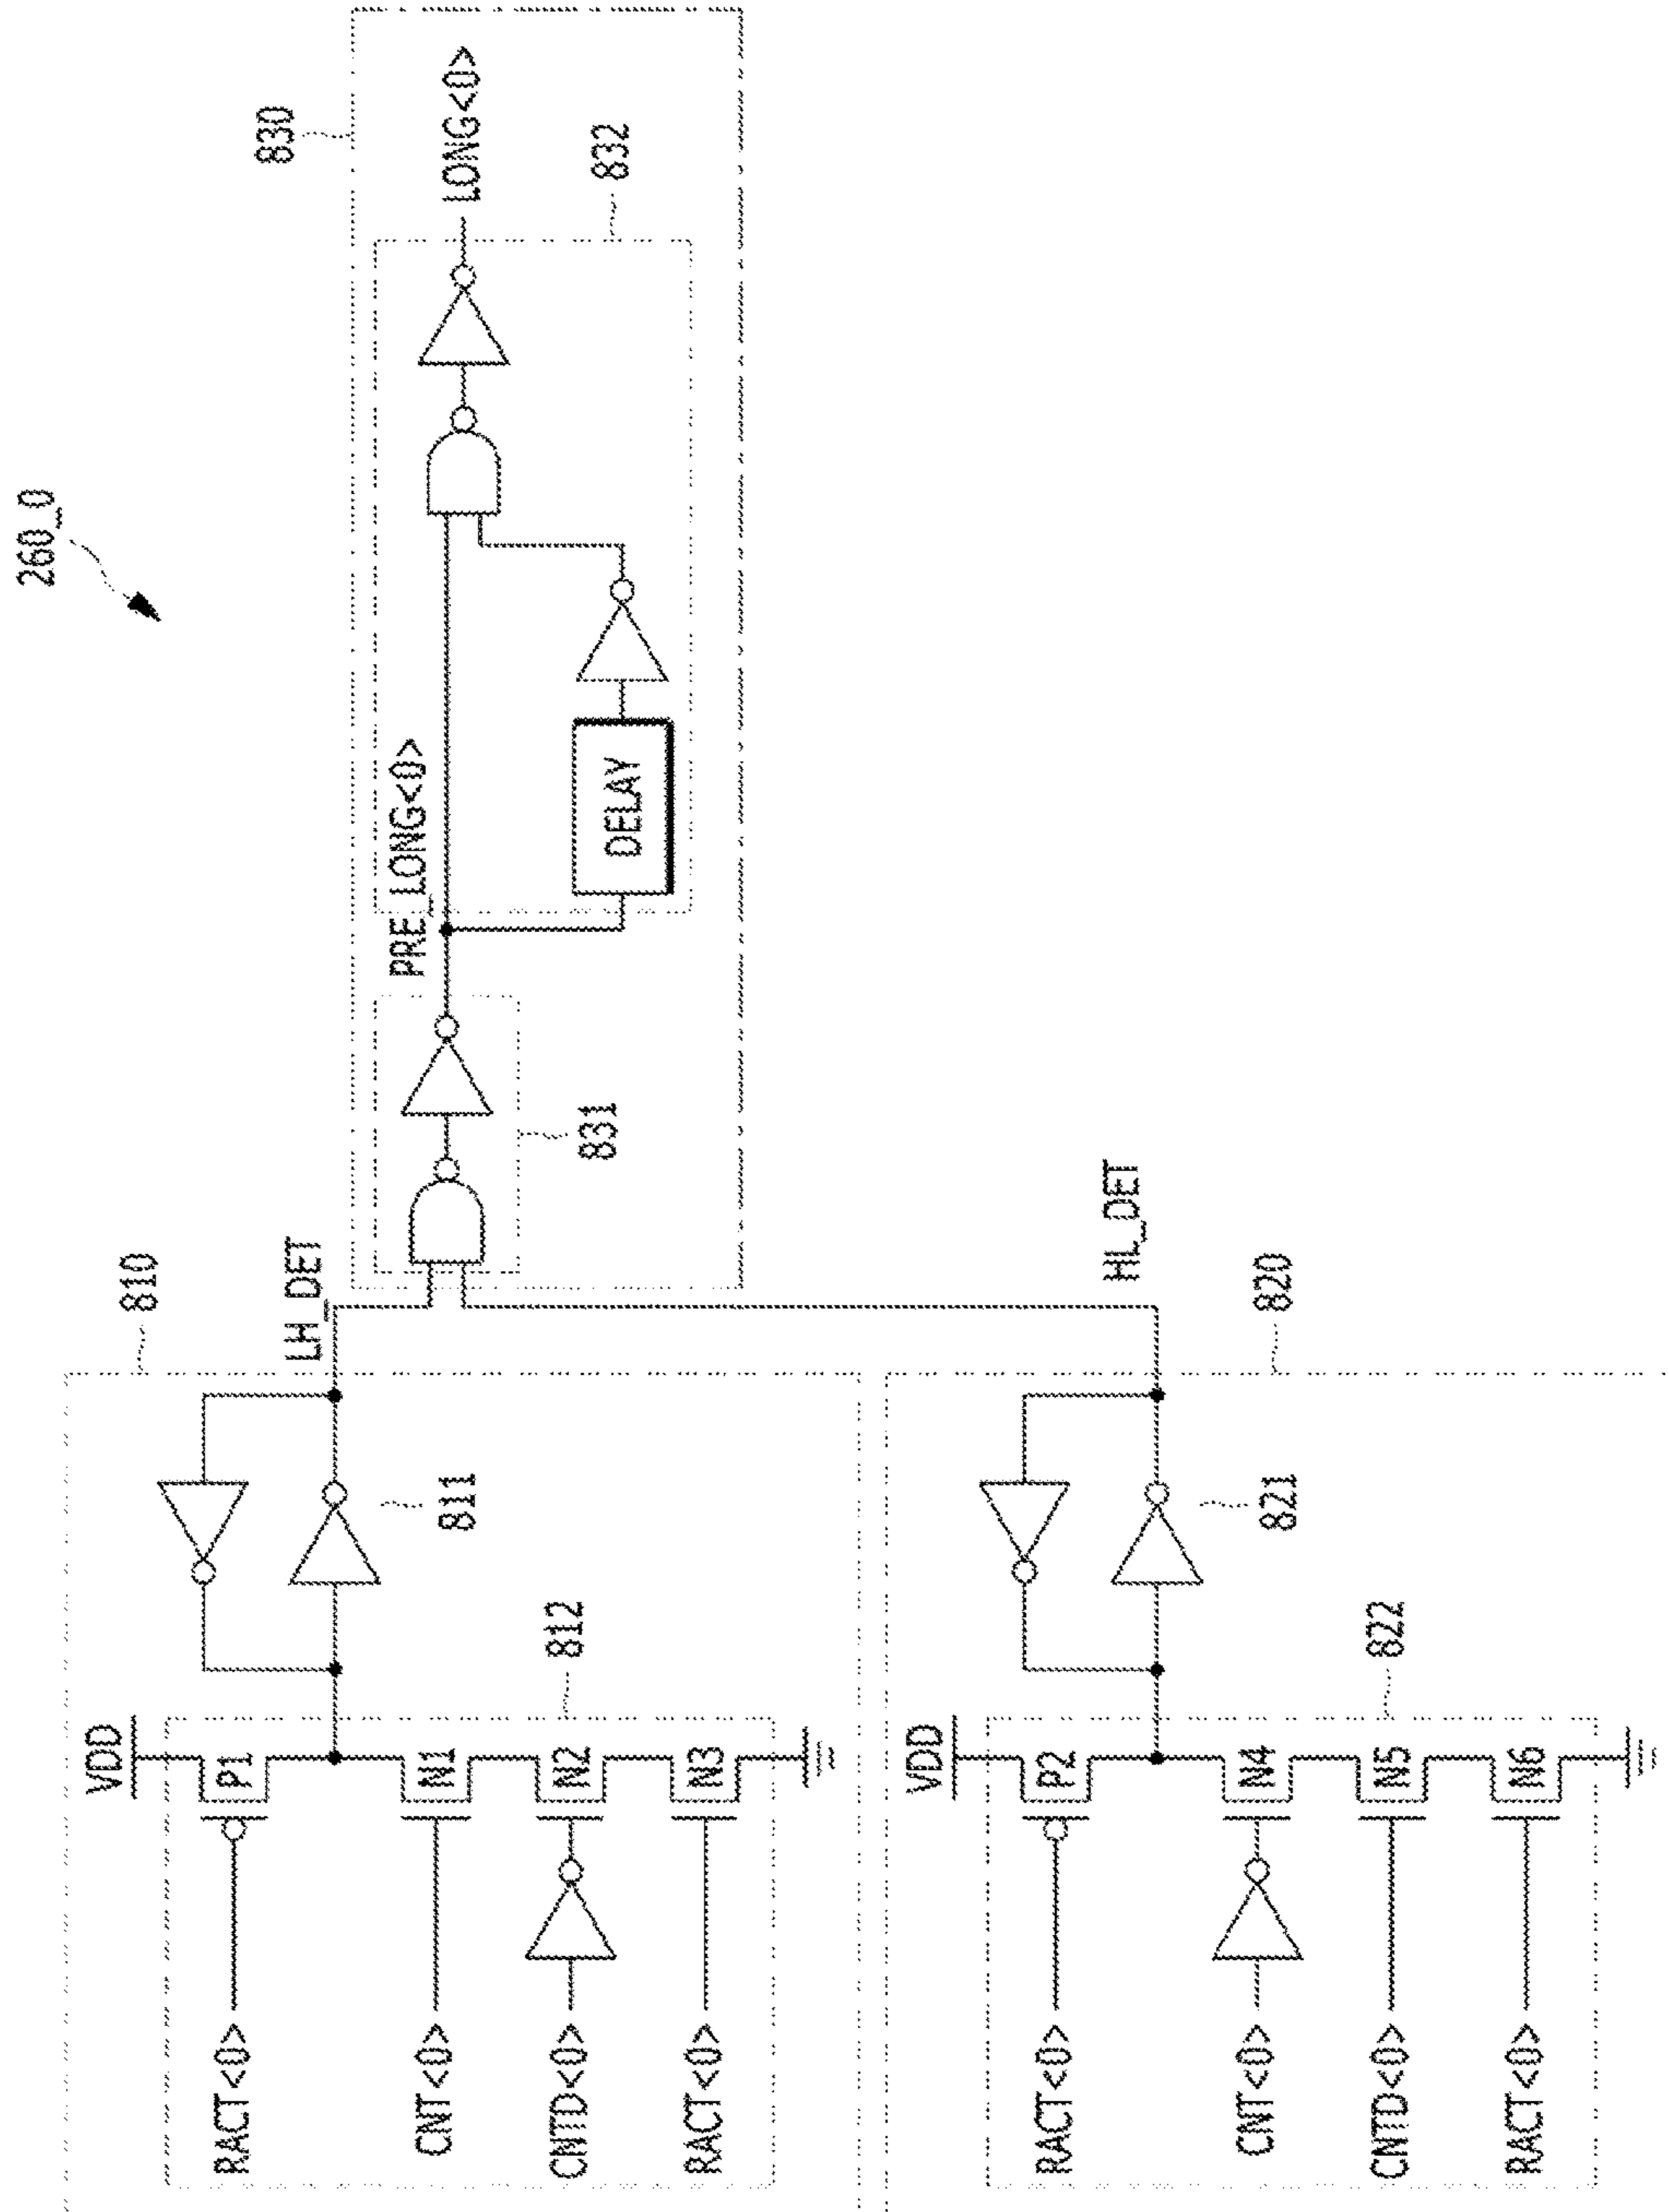 260_0
810
VDD
RACT<0>
P1
CNT<0>
N1
CNTD<0>
N2
RACT<0>
N3
812
811
LH_DET
830
831
PRE_LONG<0>
DELAY
832
LONG<0>
820
VDD
RACT<0>
P2
CNT<0>
N4
CNTD<0>
N5
RACT<0>
N6
822
821
HL_DET